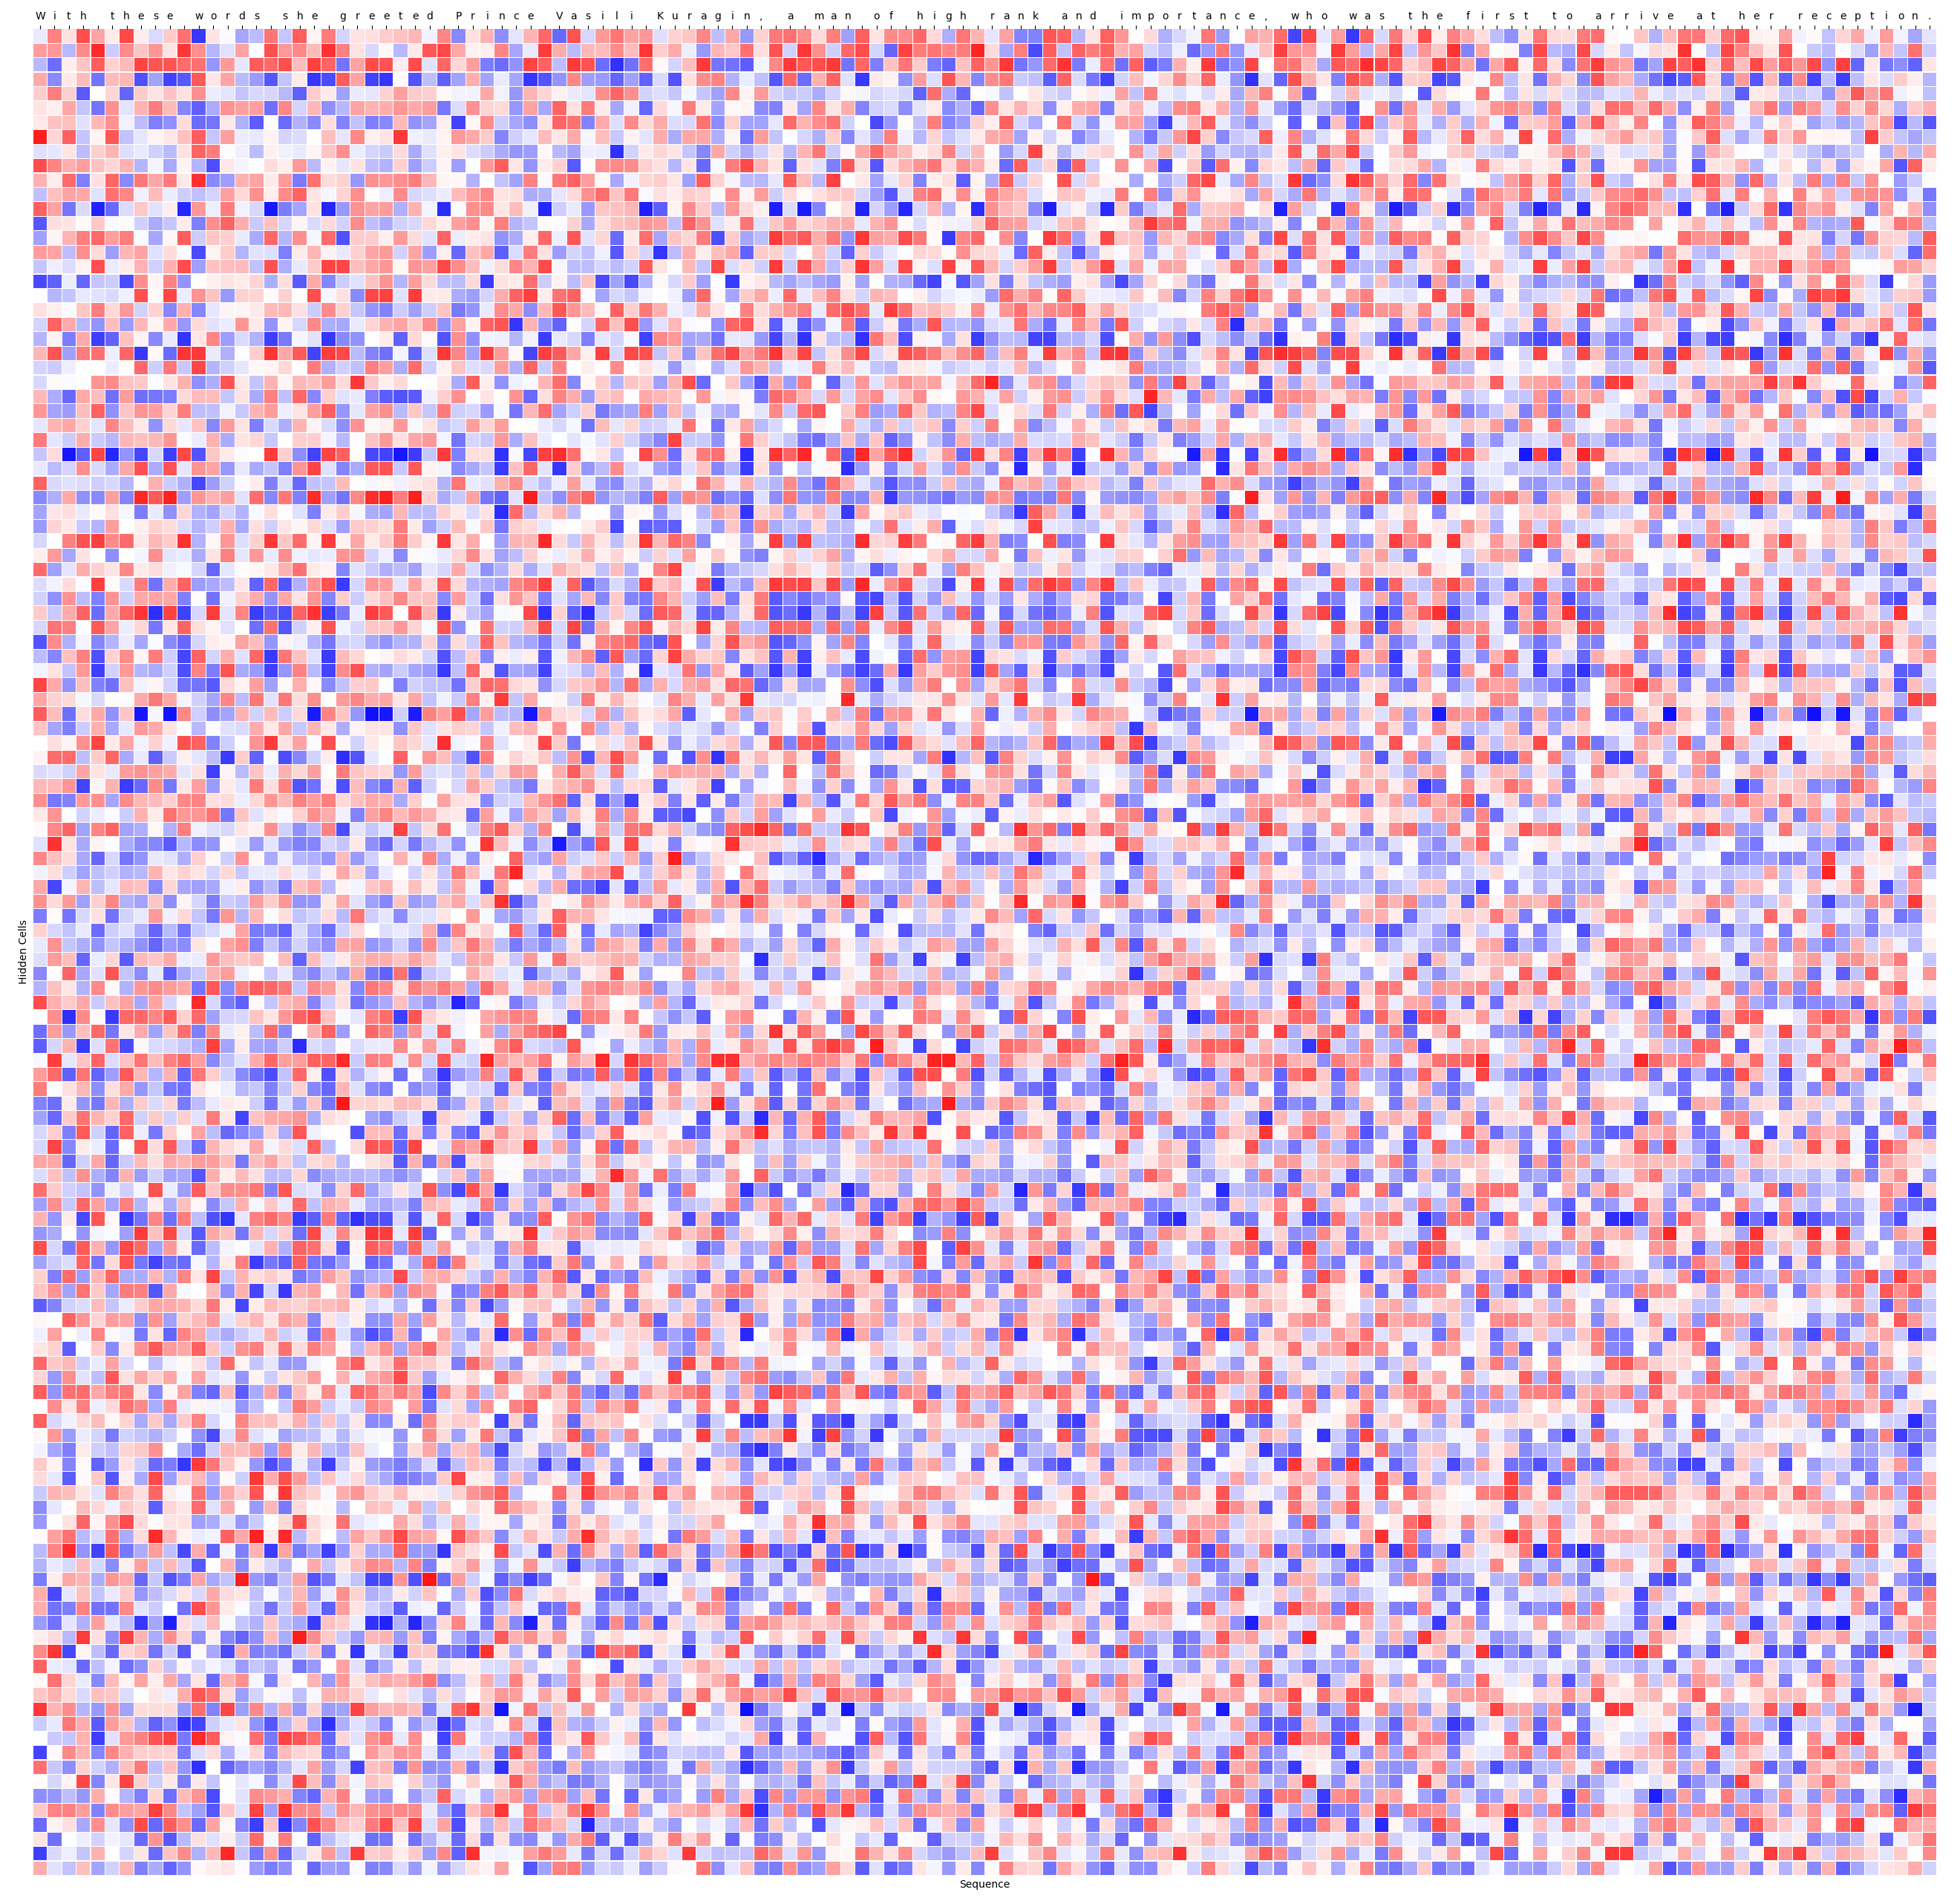 With these words she greeted Prince Vasili Kuragin, a man of high rank and importance, who was the first to arrive at her reception.
Hidden Cells
Sequence